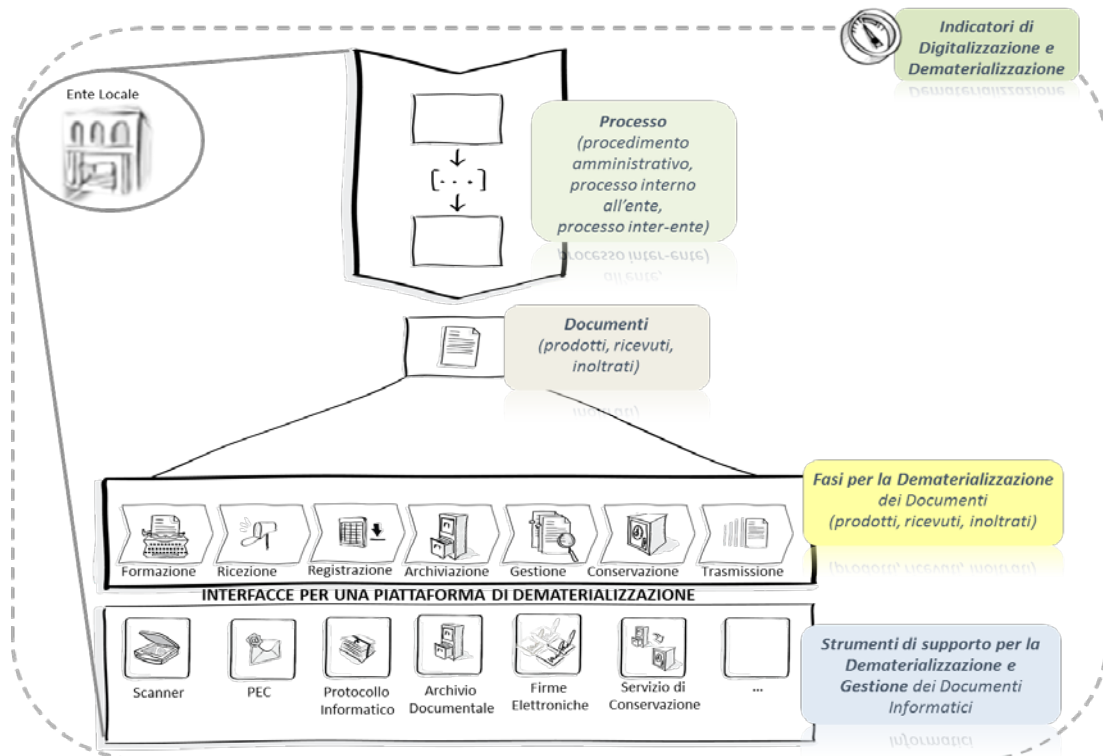 Indicatori di
Digitalizzazione e
Dematerializzazione
Ente Locale
Processo
(procedimento
amministrativo,
processo interno
all'ente,
processo inter-ente)
[...]
Documenti
(prodotti, ricevuti,
inoltrati)
Fasi per la Dematerializzazione
dei Documenti
(prodotti, ricevuti, inoltrati)
Formazione
Ricezione
Registrazione
Archiviazione
Gestione
Conservazione
Trasmissione
INTERFACCE PER UNA PIATTAFORMA DI DEMATERIALIZZAZIONE
Scanner
PEC
Protocollo
Informatico
Archivio
Documentale
Firme
Elettroniche
Servizio di
Conservazione
...
Strumenti di supporto per la
Dematerializzazione e
Gestione dei Documenti
Informatici